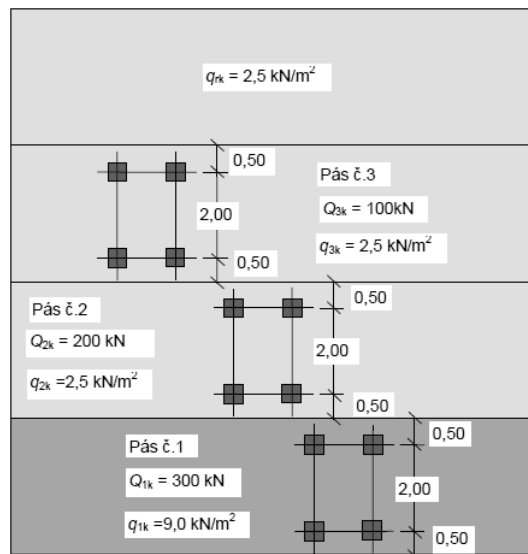 qrk = 2,5 kN/m²
0,50
Pás č.3
2,00
Q3k = 100kN
q3k = 2,5 kN/m²
0,50
Pás č.2
0,50
Q2k = 200 kN
2,00
q2k =2,5 kN/m²
0,50
Pás č.1
0,50
Q1k = 300 kN
2,00
q1k =9,0 kN/m²
0,50